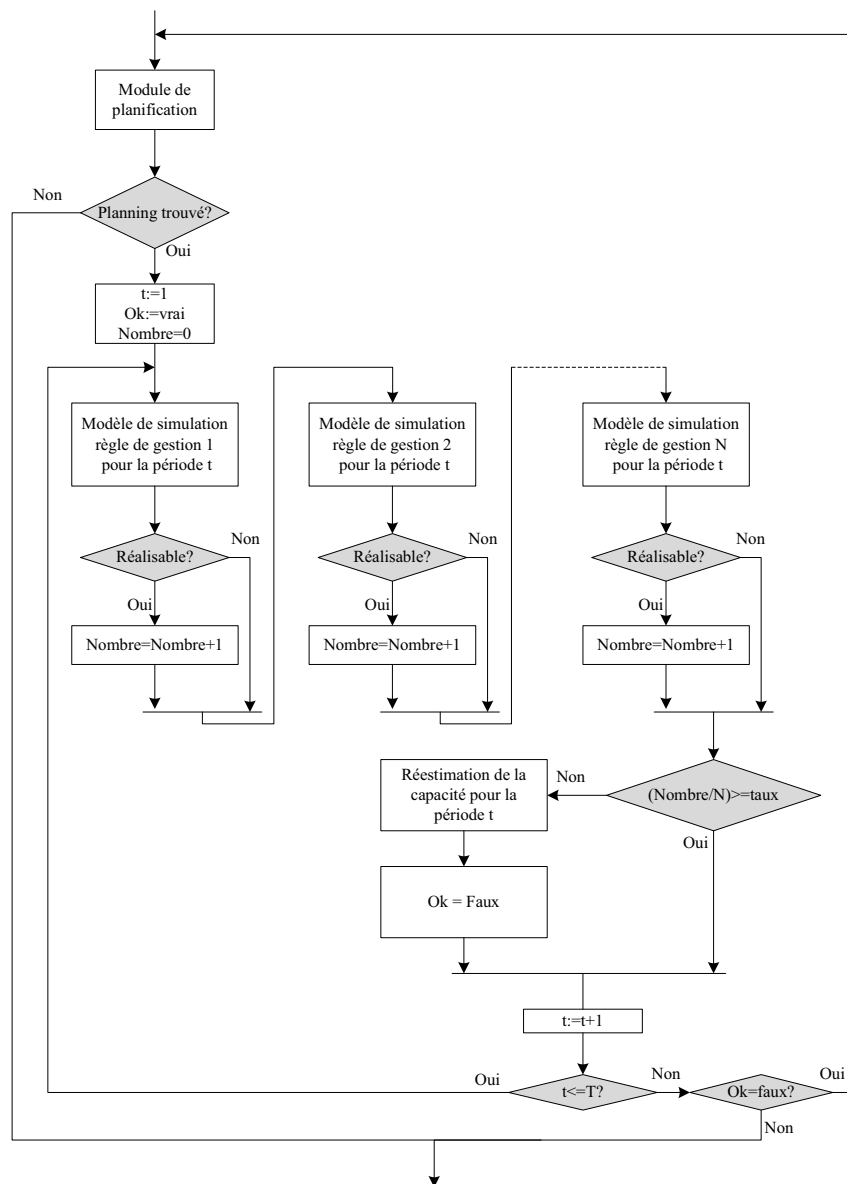 Module de
planification
Non
Planning trouvé?
Oui
t:=1
Ok:=vrai
Nombre=0
Modèle de simulation
règle de gestion 1
pour la période t
Modèle de simulation
règle de gestion 2
pour la période t
Modèle de simulation
règle de gestion N
pour la période t
Réalisable?
Non
Réalisable?
Non
Réalisable?
Non
Oui
Oui
Oui
Nombre=Nombre+1
Nombre=Nombre+1
Nombre=Nombre+1
Réestimation de la
capacité pour la
période t
Non
(Nombre/N)>=taux
Oui
Ok = Faux
t:=t+1
Oui
t<=T?
Non
Ok=faux?
Oui
Non